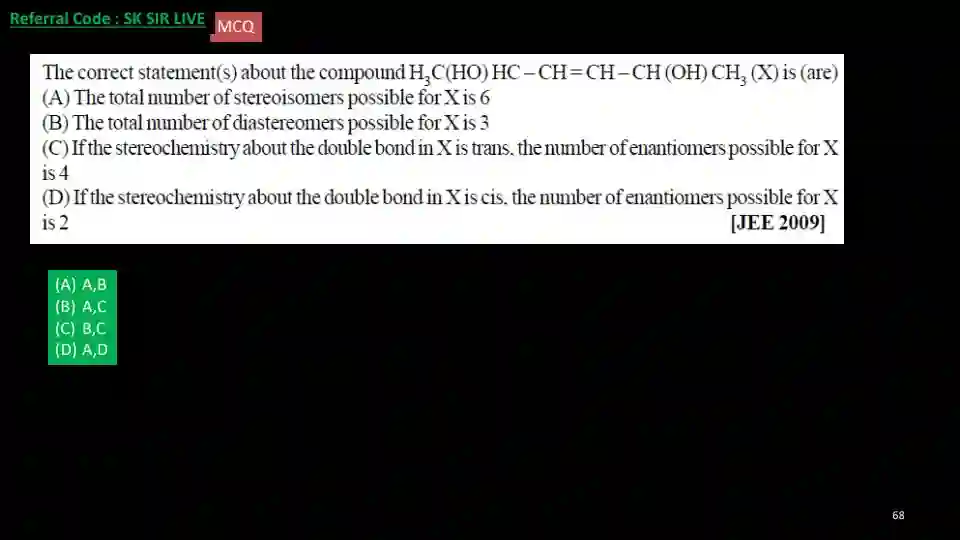 Referral Code : SK SIR LIVE
MCQ
The correct statement(s) about the compound H₃C(HO) HC – CH = CH – CH (OH) CH₃ (X) is (are)
(A) The total number of stereoisomers possible for X is 6
(B) The total number of diastereomers possible for X is 3
(C) If the stereochemistry about the double bond in X is trans, the number of enantiomers possible for X
is 4
(D) If the stereochemistry about the double bond in X is cis, the number of enantiomers possible for X
is 2
[JEE 2009]
(A) A,B
(B) A,C
(C) B,C
(D) A,D
68